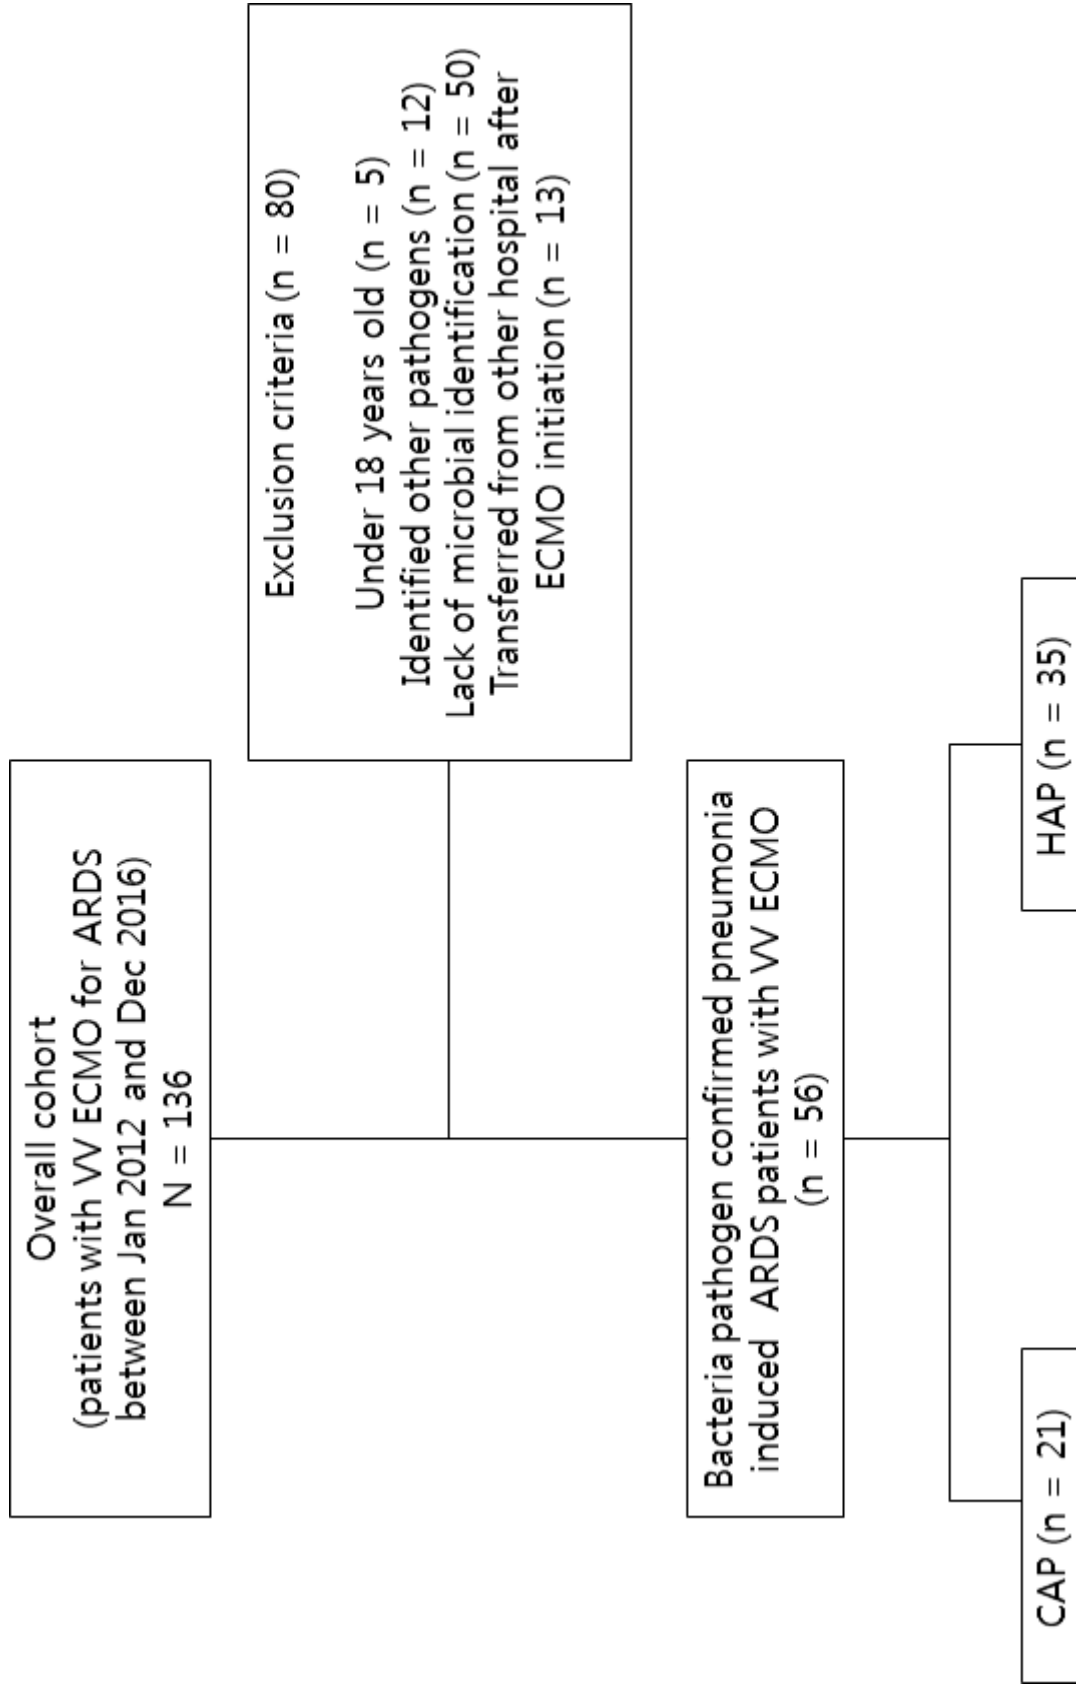 Overall cohort
(patients with VV ECMO for ARDS
between Jan 2012 and Dec 2016)
N = 136
Exclusion criteria (n = 80)
Under 18 years old (n = 5)
Identified other pathogens (n = 12)
Lack of microbial identification (n = 50)
Transferred from other hospital after
ECMO initiation (n = 13)
Bacteria pathogen confirmed pneumonia
induced ARDS patients with VV ECMO
(n = 56)
CAP (n = 21)
HAP (n = 35)